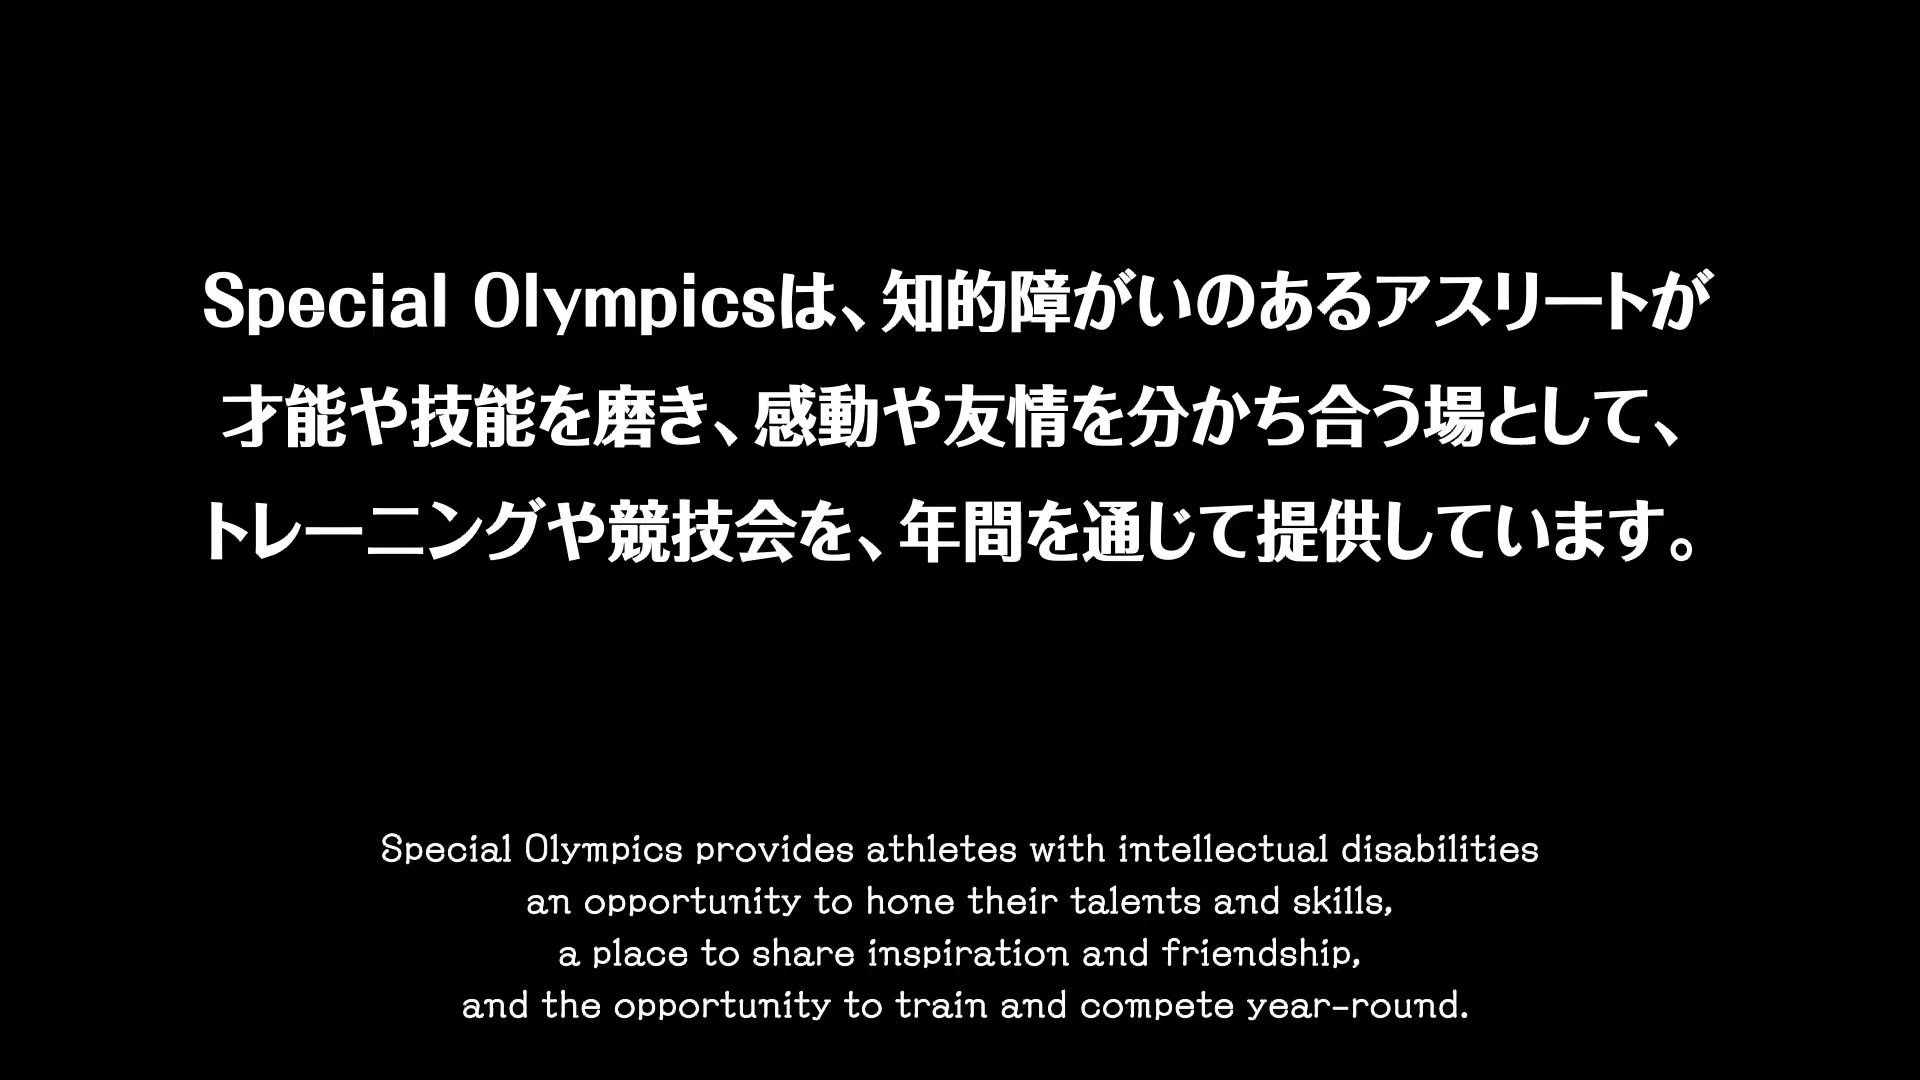 Special Olympicsは、知的障がいのあるアスリートが
才能や技能を磨き、感動や友情を分かち合う場として、
トレーニングや競技会を、年間を通じて提供しています。
Special Olympics provides athletes with intellectual disabilities
an opportunity to hone their talents and skills,
a place to share inspiration and friendship,
and the opportunity to train and compete year-round.